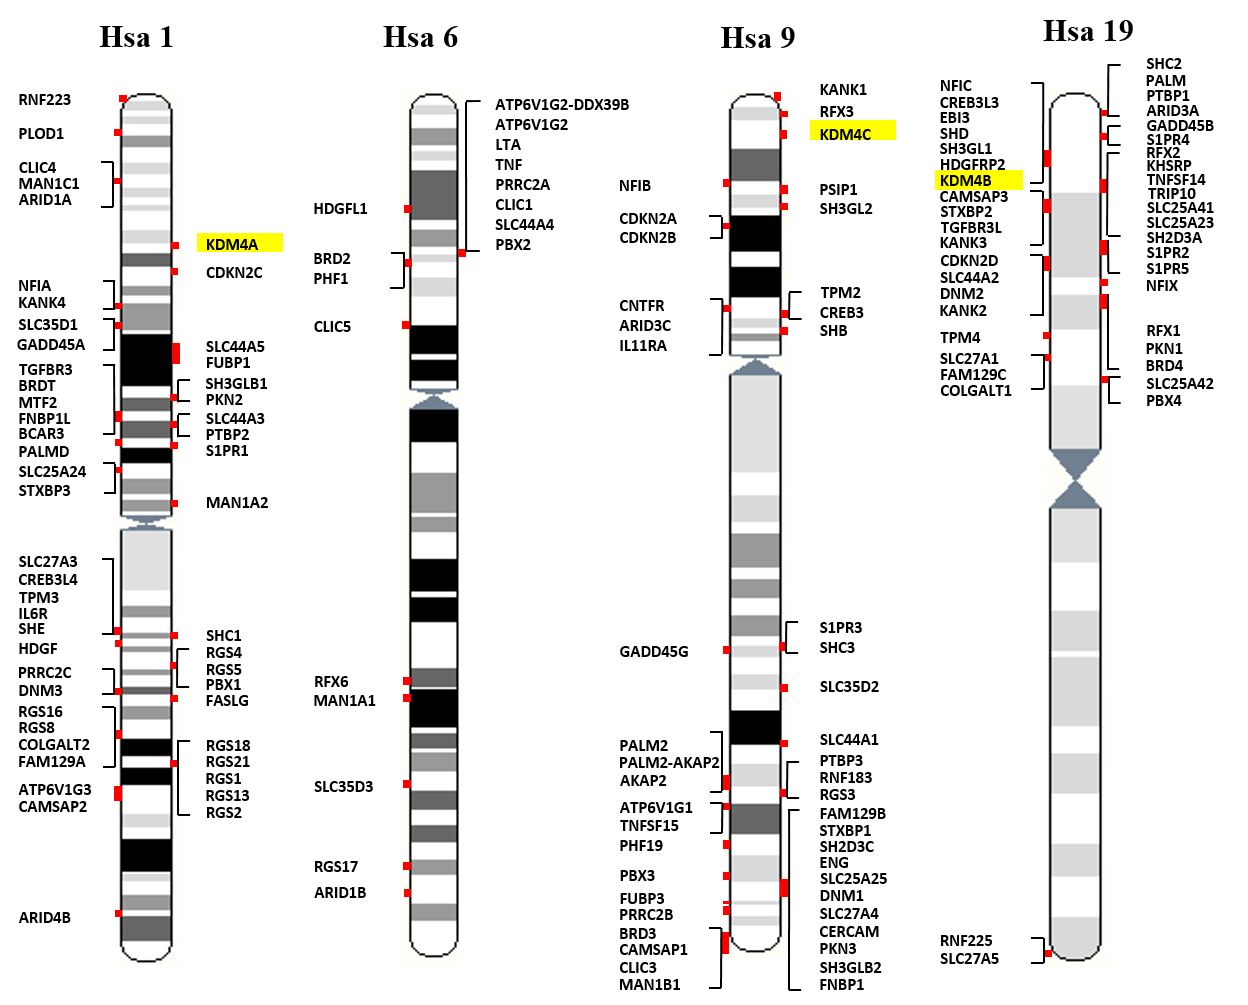 Hsa 1
RNF223
PLOD1
CLIC4
MAN1C1
ARID1A
NFIA
KANK4
SLC35D1
GADD45A
TGFBR3
BRDT
MTF2
FNBP1L
BCAR3
PALMD
SLC25A24
STXBP3
SLC27A3
CREB3L4
TPM3
IL6R
SHE
HDGF
PRRC2C
DNM3
RGS16
RGS8
COLGALT2
FAM129A
ATP6V1G3
CAMSAP2
ARID4B
KDM4A
CDKN2C
SLC44A5
FUBP1
SH3GLB1
PKN2
SLC44A3
PTBP2
S1PR1
MAN1A2
SHC1
RGS4
RGS5
PBX1
FASLG
RGS18
RGS21
RGS1
RGS13
RGS2
Hsa 6
HDGFL1
BRD2
PHF1
CLIC5
RFX6
MAN1A1
SLC35D3
RGS17
ARID1B
ATP6V1G2-DDX39B
ATP6V1G2
LTA
TNF
PRRC2A
CLIC1
SLC44A4
PBX2
Hsa 9
NFIB
CDKN2A
CDKN2B
CNTFR
ARID3C
IL11RA
GADD45G
PALM2
PALM2-AKAP2
AKAP2
ATP6V1G1
TNFSF15
PHF19
PBX3
FUBP3
PRRC2B
BRD3
CAMSAP1
CLIC3
MAN1B1
KANK1
RFX3
KDM4C
PSIP1
SH3GL2
TPM2
CREB3
SHB
S1PR3
SHC3
SLC35D2
SLC44A1
PTBP3
RNF183
RGS3
FAM129B
STXBP1
SH2D3C
ENG
SLC25A25
DNM1
SLC27A4
CERCAM
PKN3
SH3GLB2
FNBP1
Hsa 19
NFIC
CREB3L3
EBI3
SHD
SH3GL1
HDGFRP2
KDM4B
CAMSAP3
STXBP2
TGFBR3L
KANK3
CDKN2D
SLC44A2
DNM2
KANK2
TPM4
SLC27A1
FAM129C
COLGALT1
RNF225
SLC27A5
SHC2
PALM
PTBP1
ARID3A
GADD45B
S1PR4
RFX2
KHSRP
TNFSF14
TRIP10
SLC25A41
SLC25A23
SH2D3A
S1PR2
S1PR5
NFIX
RFX1
PKN1
BRD4
SLC25A42
PBX4